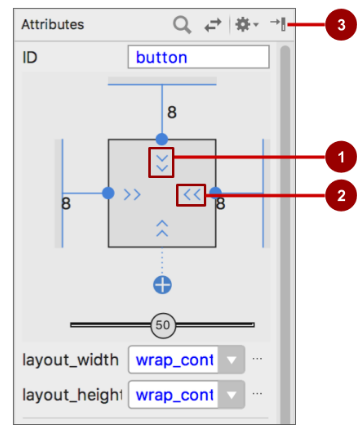 Attributes
3
ID
button
8
1
2
8
8
50
layout_width
wrap_cont
...
layout_height
wrap_cont
...